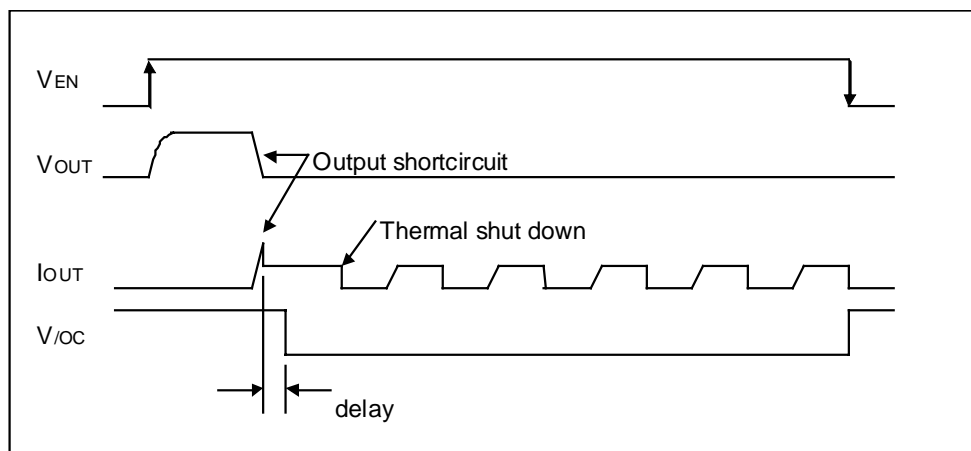 VEN
VOUT
Output shortcircuit
Thermal shut down
IOUT
V/OC
delay